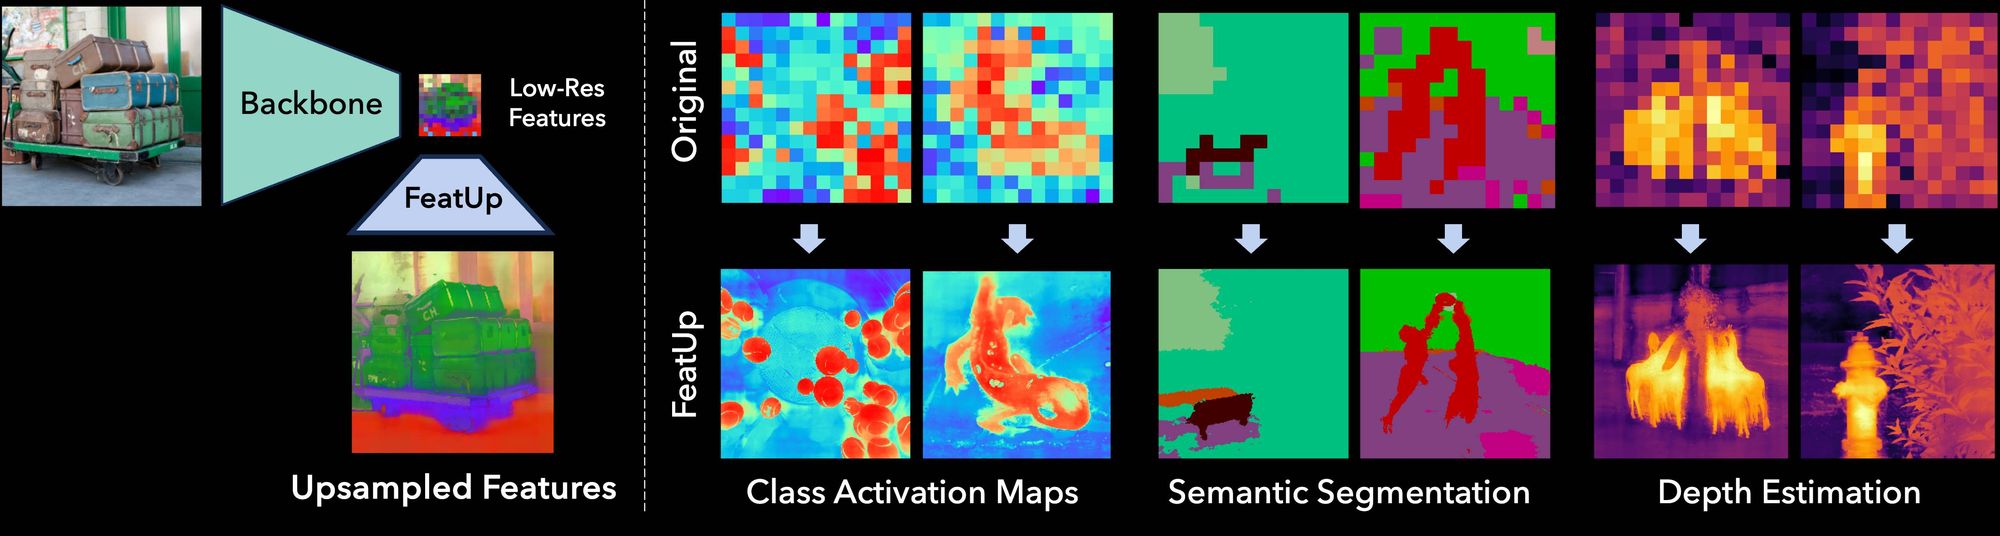 Backbone
Low-Res
Features
FeatUp
C.H.
Upsampled Features
Original
FeatUp
Class Activation Maps
Semantic Segmentation
Depth Estimation